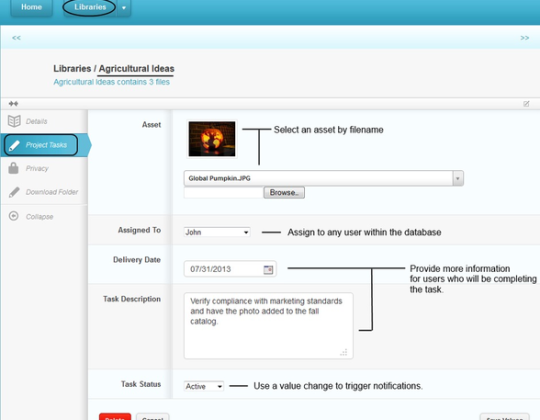 Home
Libraries
<<
>>
Libraries / Agricultural Ideas
Agricultural Ideas contains 3 files
Details
Project Tasks
Privacy
Download Folder
Collapse
Asset
Select an asset by filename
Global Pumpkin.JPG
Browse..
Assigned To
John
Assign to any user within the database
Delivery Date
07/31/2013
Provide more information
for users who will be completing
the task.
Task Description
Verify compliance with marketing standards
and have the photo added to the fall
catalog.
Task Status
Active
Use a value change to trigger notifications.